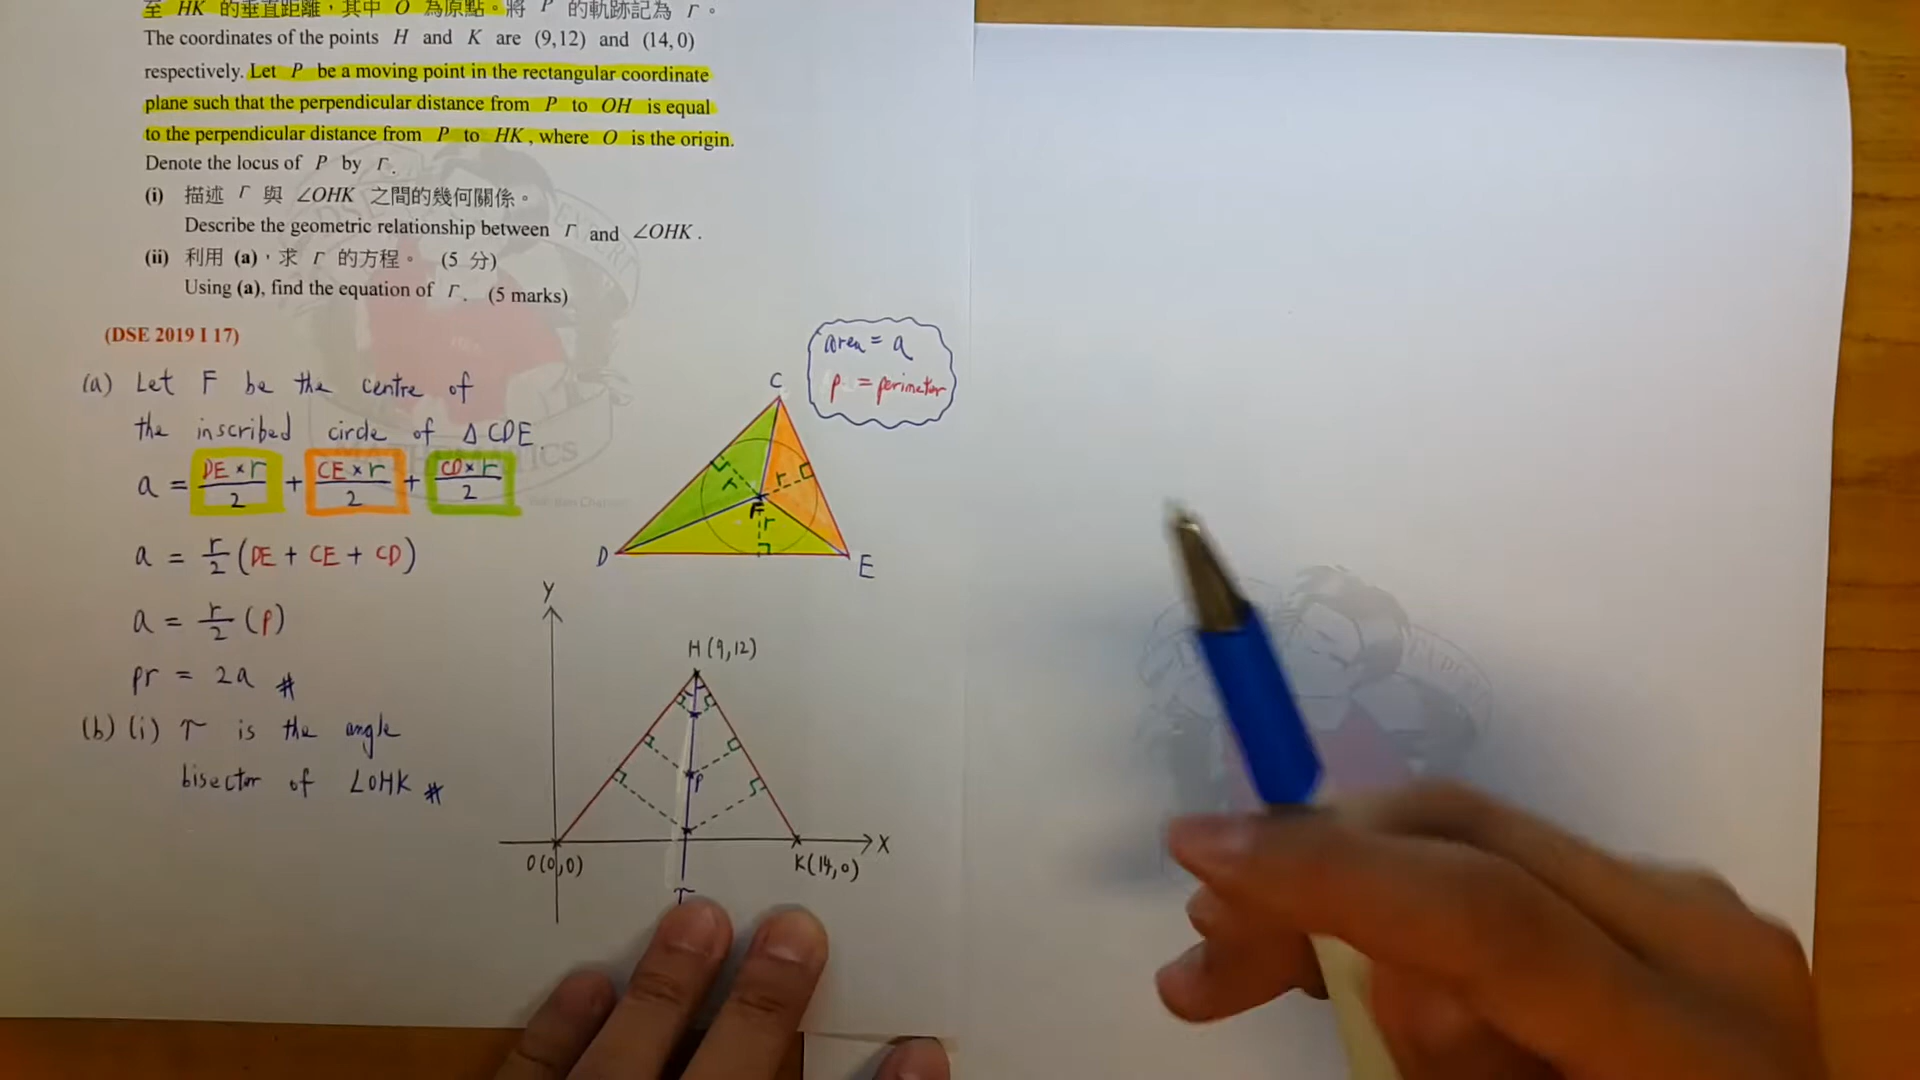 至 HK 的垂直距離，其中 O 為原點。將 P 的軌跡記為 Γ。
The coordinates of the points H and K are (9,12) and (14,0)
respectively. Let P be a moving point in the rectangular coordinate
plane such that the perpendicular distance from P to OH is equal
to the perpendicular distance from P to HK, where O is the origin.
Denote the locus of P by Γ.
(i) 描述 Γ 與 ∠OHK 之間的幾何關係。
Describe the geometric relationship between Γ and ∠OHK.
(ii) 利用 (a)，求 Γ 的方程。 (5 分)
Using (a), find the equation of Γ. (5 marks)
(DSE 2019 I 17)
(a) Let F be the centre of
the inscribed circle of Δ CDE.
a = DE × r / 2 + CE × r / 2 + CD × r / 2
a = r/2 (DE + CE + CD)
a = r/2 (p)
pr = 2a #
(b) (i) Γ is the angle
bisector of ∠OHK #
area = a
p = perimeter
C
r
r
F
r
D
E
Y
H (9,12)
P
X
O(0,0)
K(14,0)
Γ
MATHEMATICS